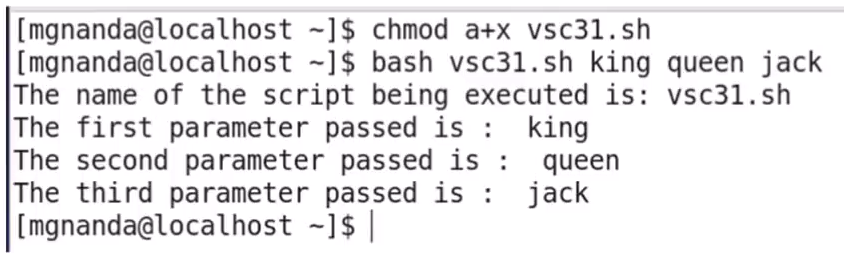 [mgnanda@localhost ~]$ chmod a+x vsc31.sh
[mgnanda@localhost ~]$ bash vsc31.sh king queen jack
The name of the script being executed is: vsc31.sh
The first parameter passed is :  king
The second parameter passed is :  queen
The third parameter passed is :  jack
[mgnanda@localhost ~]$